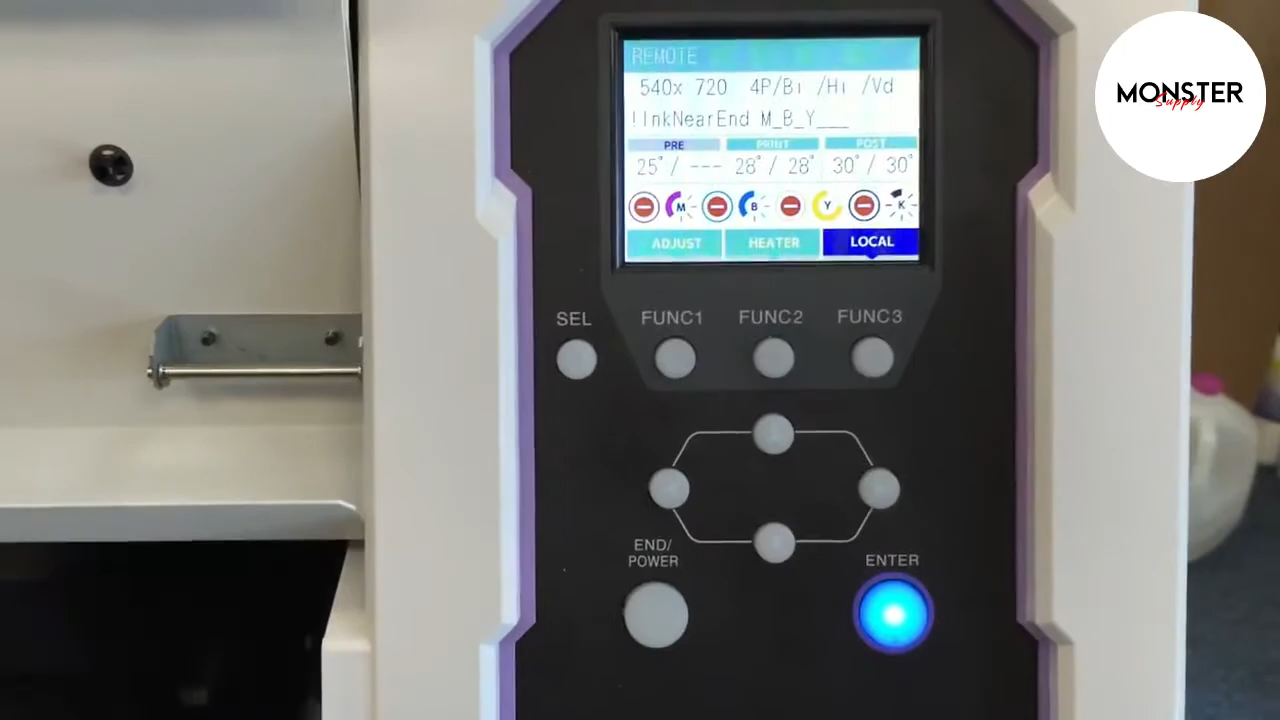 REMOTE
540x 720 4P/Bi /Hi /Vd
!InkNearEnd M_B_Y___
PRE PRINT POST
25°/ --- 28°/ 28° 30°/ 30°
M B Y K
ADJUST HEATER LOCAL
SEL FUNC1 FUNC2 FUNC3
END/
POWER
ENTER
MONSTER
Supply